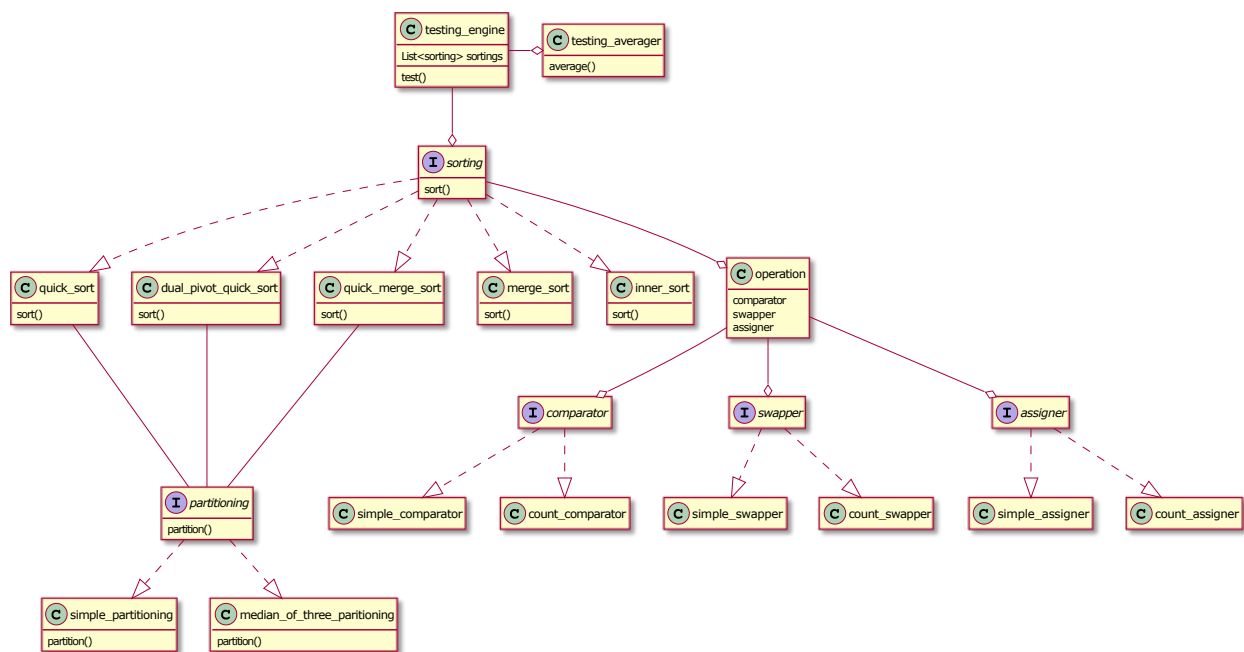 C testing_engine
List<sorting> sortings
test()
C testing_averager
average()
I sorting
sort()
C quick_sort
sort()
C dual_pivot_quick_sort
sort()
C quick_merge_sort
sort()
C merge_sort
sort()
C inner_sort
sort()
C operation
comparator
swapper
assigner
I comparator
I swapper
I assigner
I partitioning
partition()
C simple_comparator
C count_comparator
C simple_swapper
C count_swapper
C simple_assigner
C count_assigner
C simple_partitioning
partition()
C median_of_three_paritioning
partition()